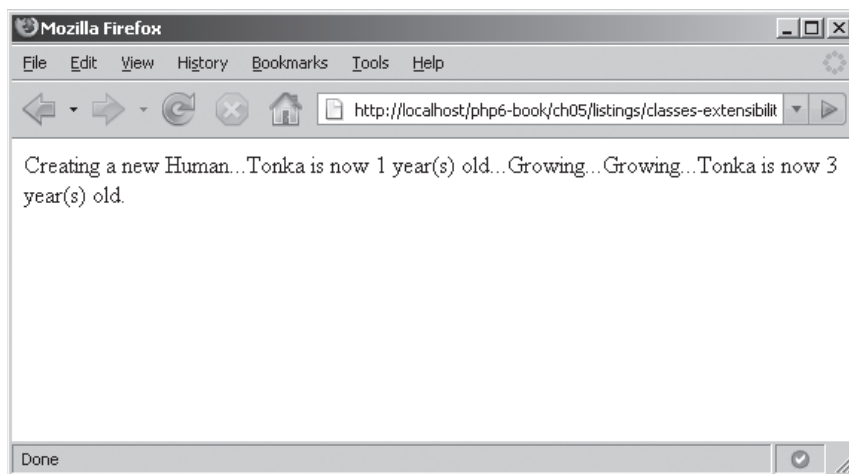 Mozilla Firefox
File Edit View History Bookmarks Tools Help
http://localhost/php6-book/ch05/listings/classes-extensibilit
Creating a new Human...Tonka is now 1 year(s) old...Growing...Growing...Tonka is now 3
year(s) old.
Done